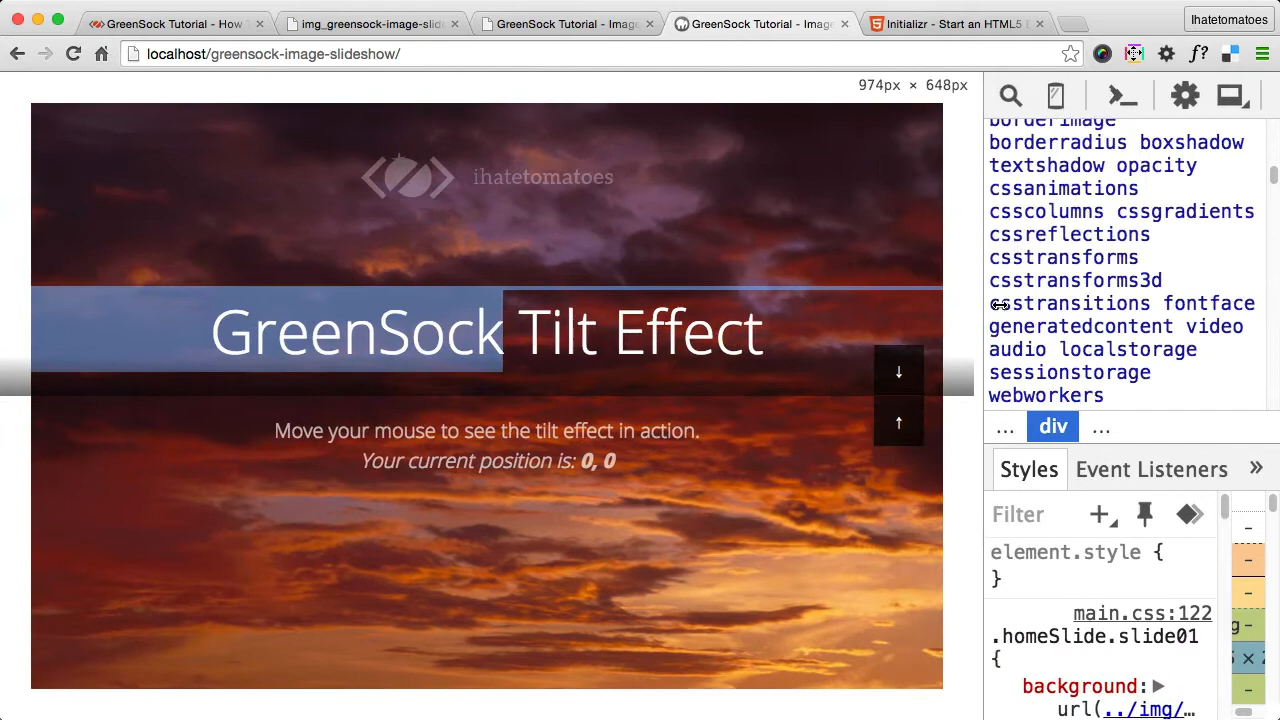 GreenSock Tutorial - How
img_greensock-image-slid
GreenSock Tutorial - Imag
GreenSock Tutorial - Imag
Initializr - Start an HTML5
Ihatetomatoes
localhost/greensock-image-slideshow/
974px × 648px
ihatetomatoes
GreenSock Tilt Effect
↓
↑
Move your mouse to see the tilt effect in action.
Your current position is: 0, 0
borderimage
borderradius boxshadow
textshadow opacity
cssanimations
csscolumns cssgradients
cssreflections
csstransforms
csstransforms3d
csstransitions fontface
generatedcontent video
audio localstorage
sessionstorage
webworkers
... div ...
Styles Event Listeners »
Filter
element.style {
}
main.css:122
.homeSlide.slide01
{
background:
url(../img/…